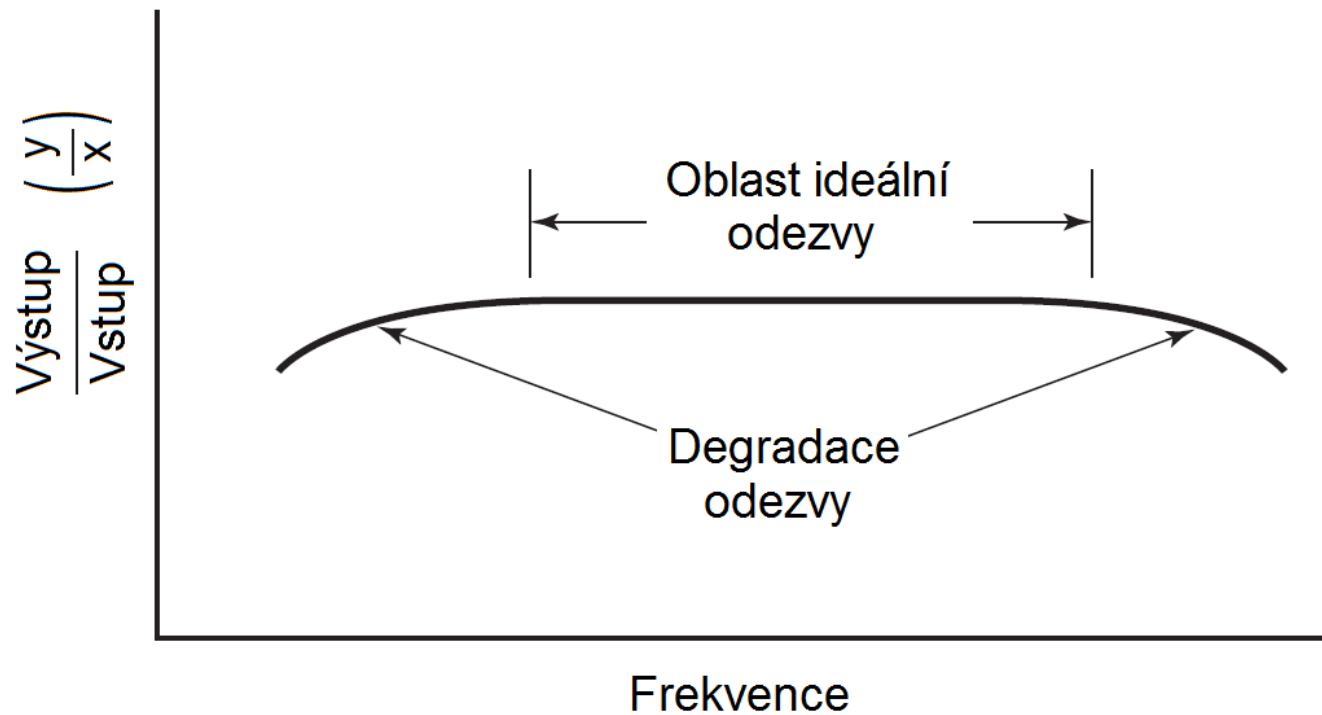 Výstup
Vstup
(y
x)
Oblast ideální
odezvy
Degradace
odezvy
Frekvence